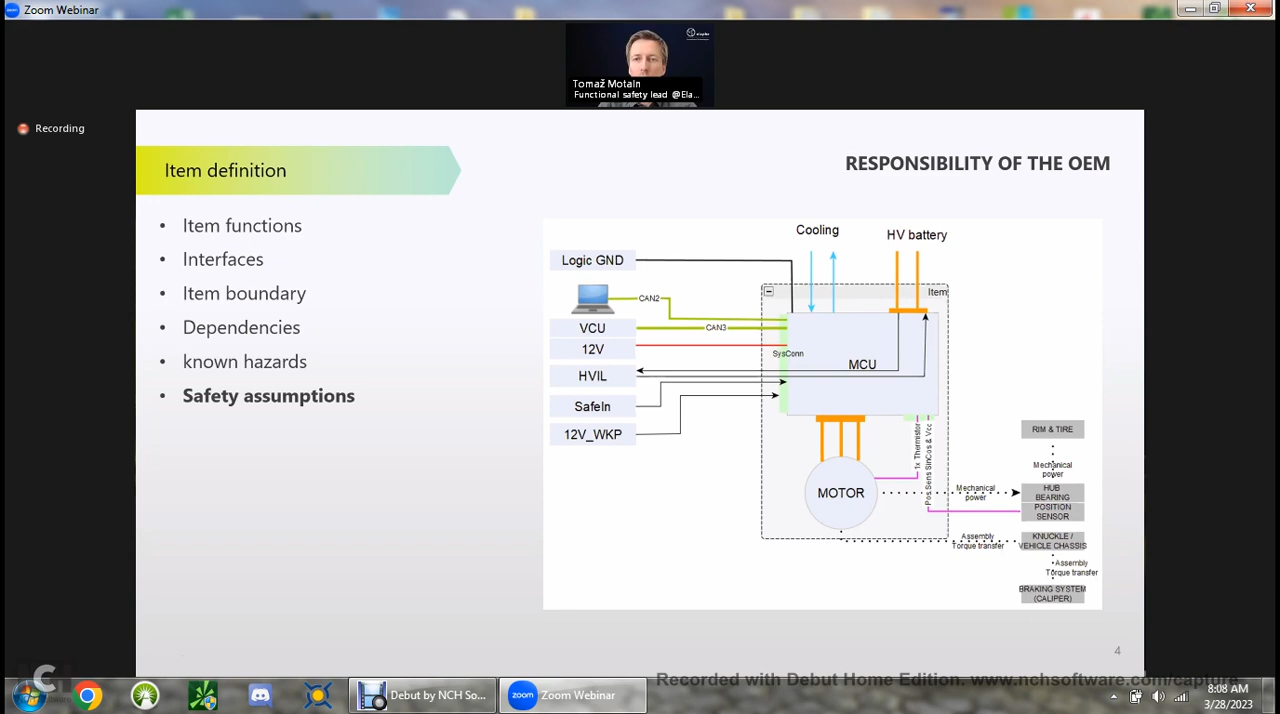 Zoom Webinar
elaphe
Tomaž Motaln
Functional safety lead @Ela...
Recording
Item definition
RESPONSIBILITY OF THE OEM
• Item functions
• Interfaces
• Item boundary
• Dependencies
• known hazards
• Safety assumptions
Cooling
HV battery
Logic GND
Item
CAN2
VCU
CAN3
12V
SysConn
MCU
HVIL
SafeIn
12V_WKP
1x Thermistor
Pos.Sens SinCos & Vcc
RIM & TIRE
Mechanical
power
MOTOR
Mechanical
power
HUB
BEARING
POSITION
SENSOR
Assembly
Torque transfer
KNUCKLE /
VEHICLE CHASSIS
Assembly
Torque transfer
BRAKING SYSTEM
(CALIPER)
4
Recorded with Debut Home Edition. www.nchsoftware.com/capture
Debut by NCH So...
zoom
Zoom Webinar
8:08 AM
3/28/2023